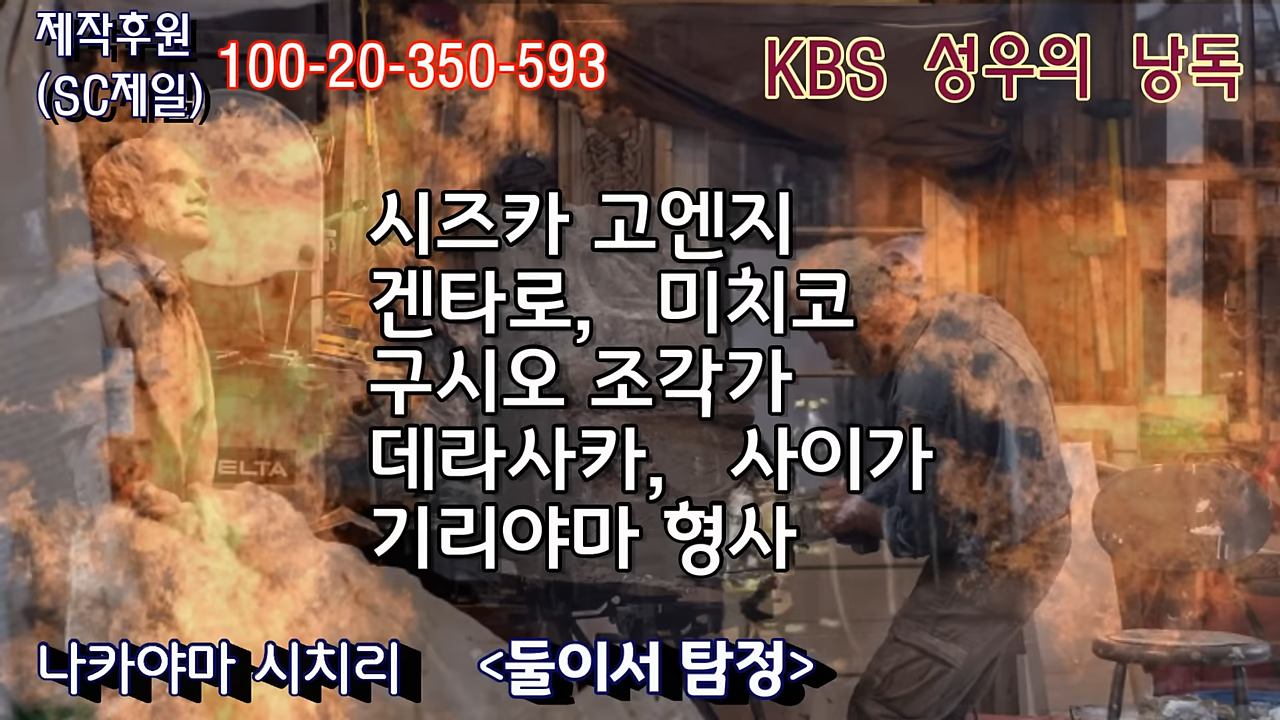 제작후원
(SC제일)
100-20-350-593
KBS 성우의 낭독
시즈카 고엔지
겐타로, 미치코
구시오 조각가
데라사카, 사이가
기리야마 형사
ELTA
나카야마 시치리 <둘이서 탐정>